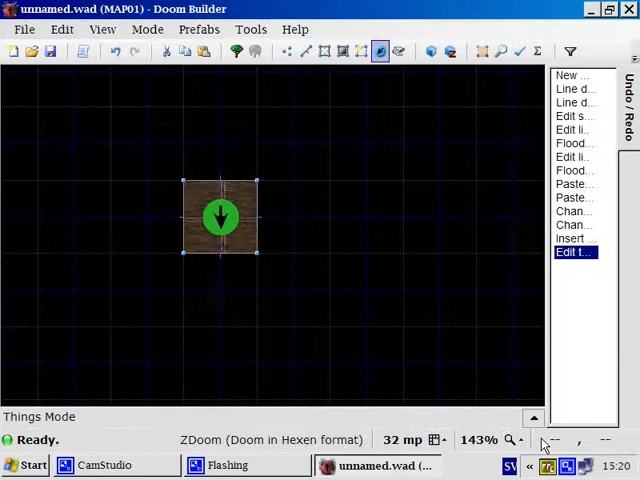 unnamed.wad (MAP01) - Doom Builder
File Edit View Mode Prefabs Tools Help
New ...
Line d...
Line d...
Edit s...
Edit li...
Flood...
Edit li...
Flood...
Paste...
Paste...
Chan...
Chan...
Insert ...
Edit t...
Undo / Redo
Things Mode
Ready. ZDoom (Doom in Hexen format) 32 mp 143% -- , --
Start CamStudio Flashing unnamed.wad (... SV « 15:20